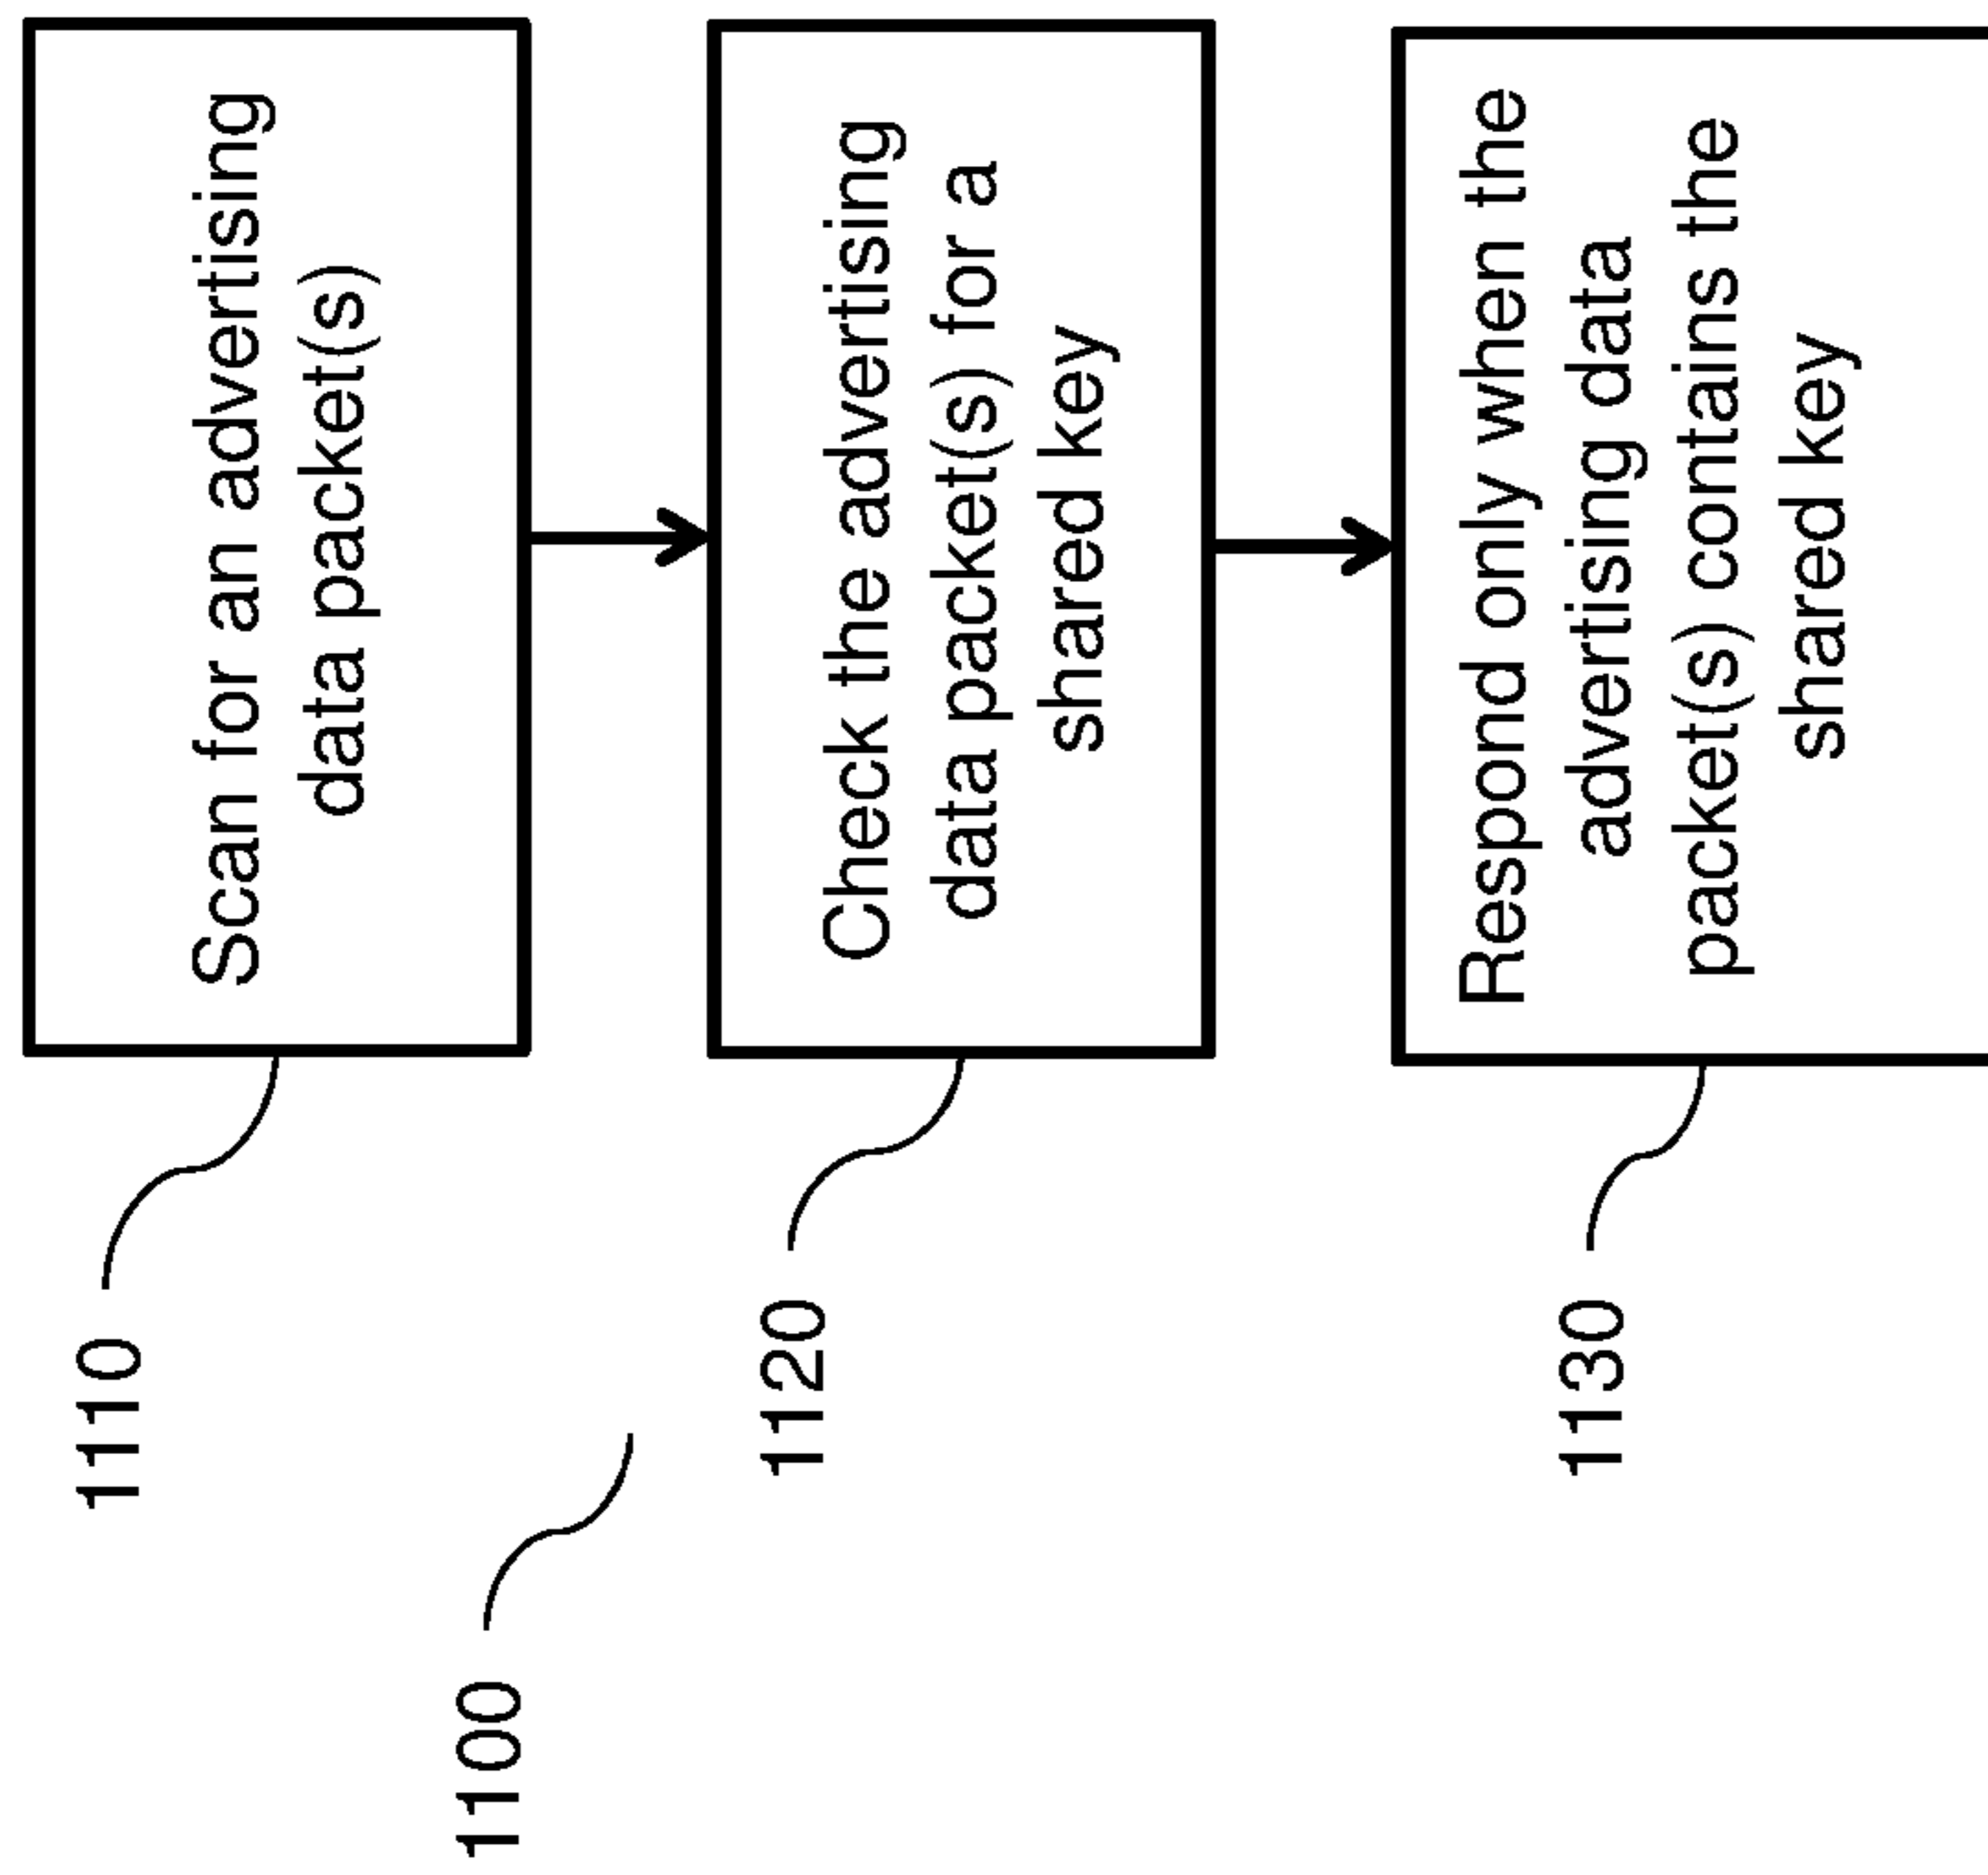 1110
Scan for an advertising
data packet(s)
1100
1120
Check the advertising
data packet(s) for a
shared key
1130
Respond only when the
advertising data
packet(s) contains the
shared key